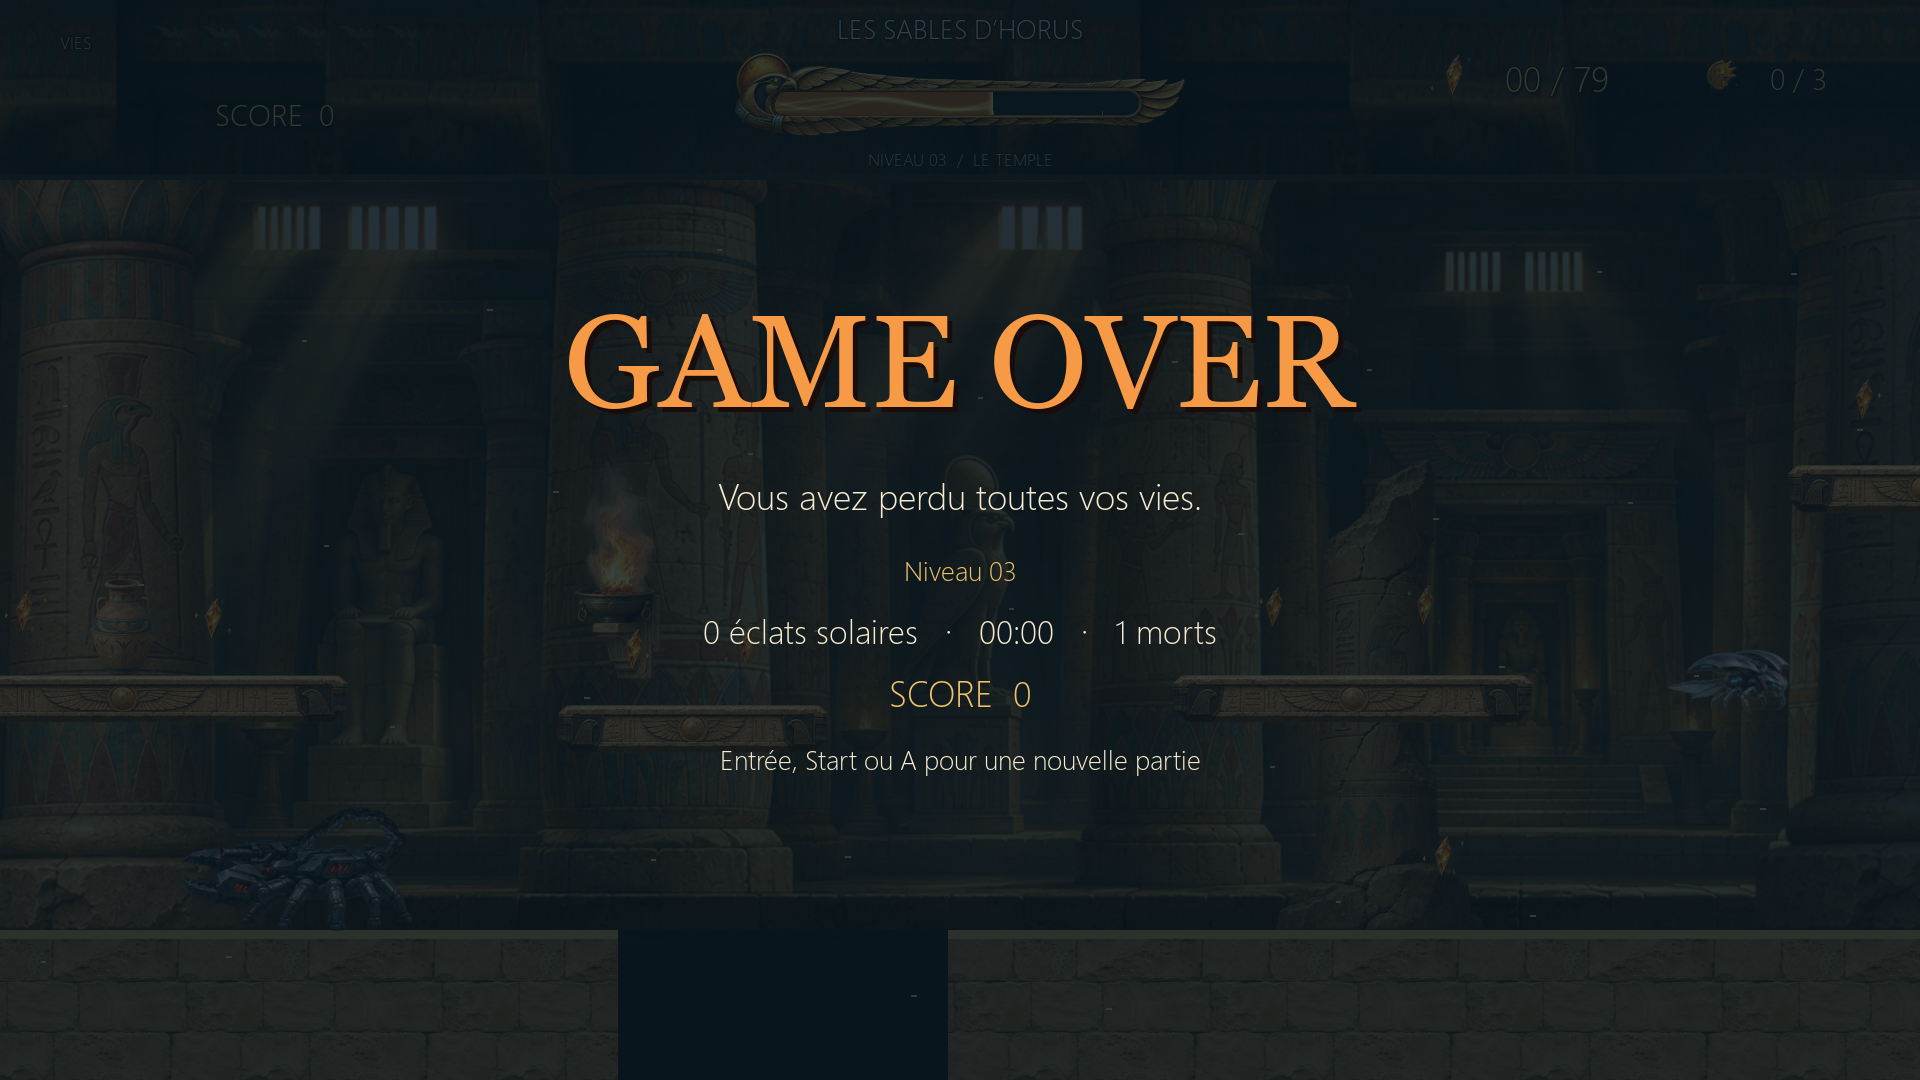 LES SABLES D'HORUS
VIES
00 / 79
0 / 3
SCORE 0
NIVEAU 03 / LE TEMPLE
GAME OVER
Vous avez perdu toutes vos vies.
Niveau 03
0 éclats solaires · 00:00 · 1 morts
SCORE 0
Entrée, Start ou A pour une nouvelle partie